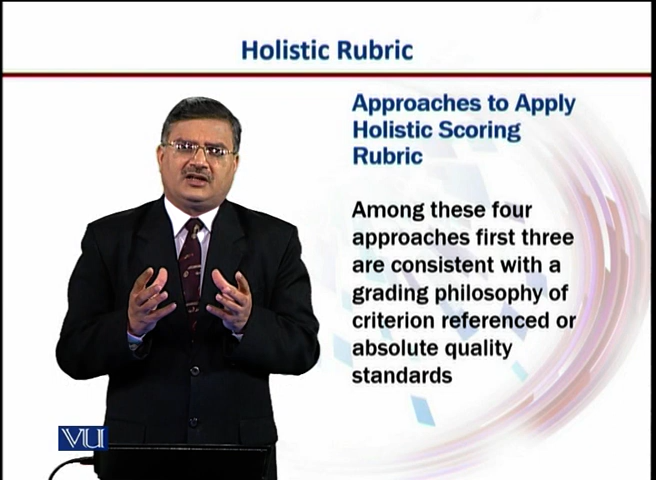 Holistic Rubric
Approaches to Apply
Holistic Scoring
Rubric
Among these four
approaches first three
are consistent with a
grading philosophy of
criterion referenced or
absolute quality
standards
VU